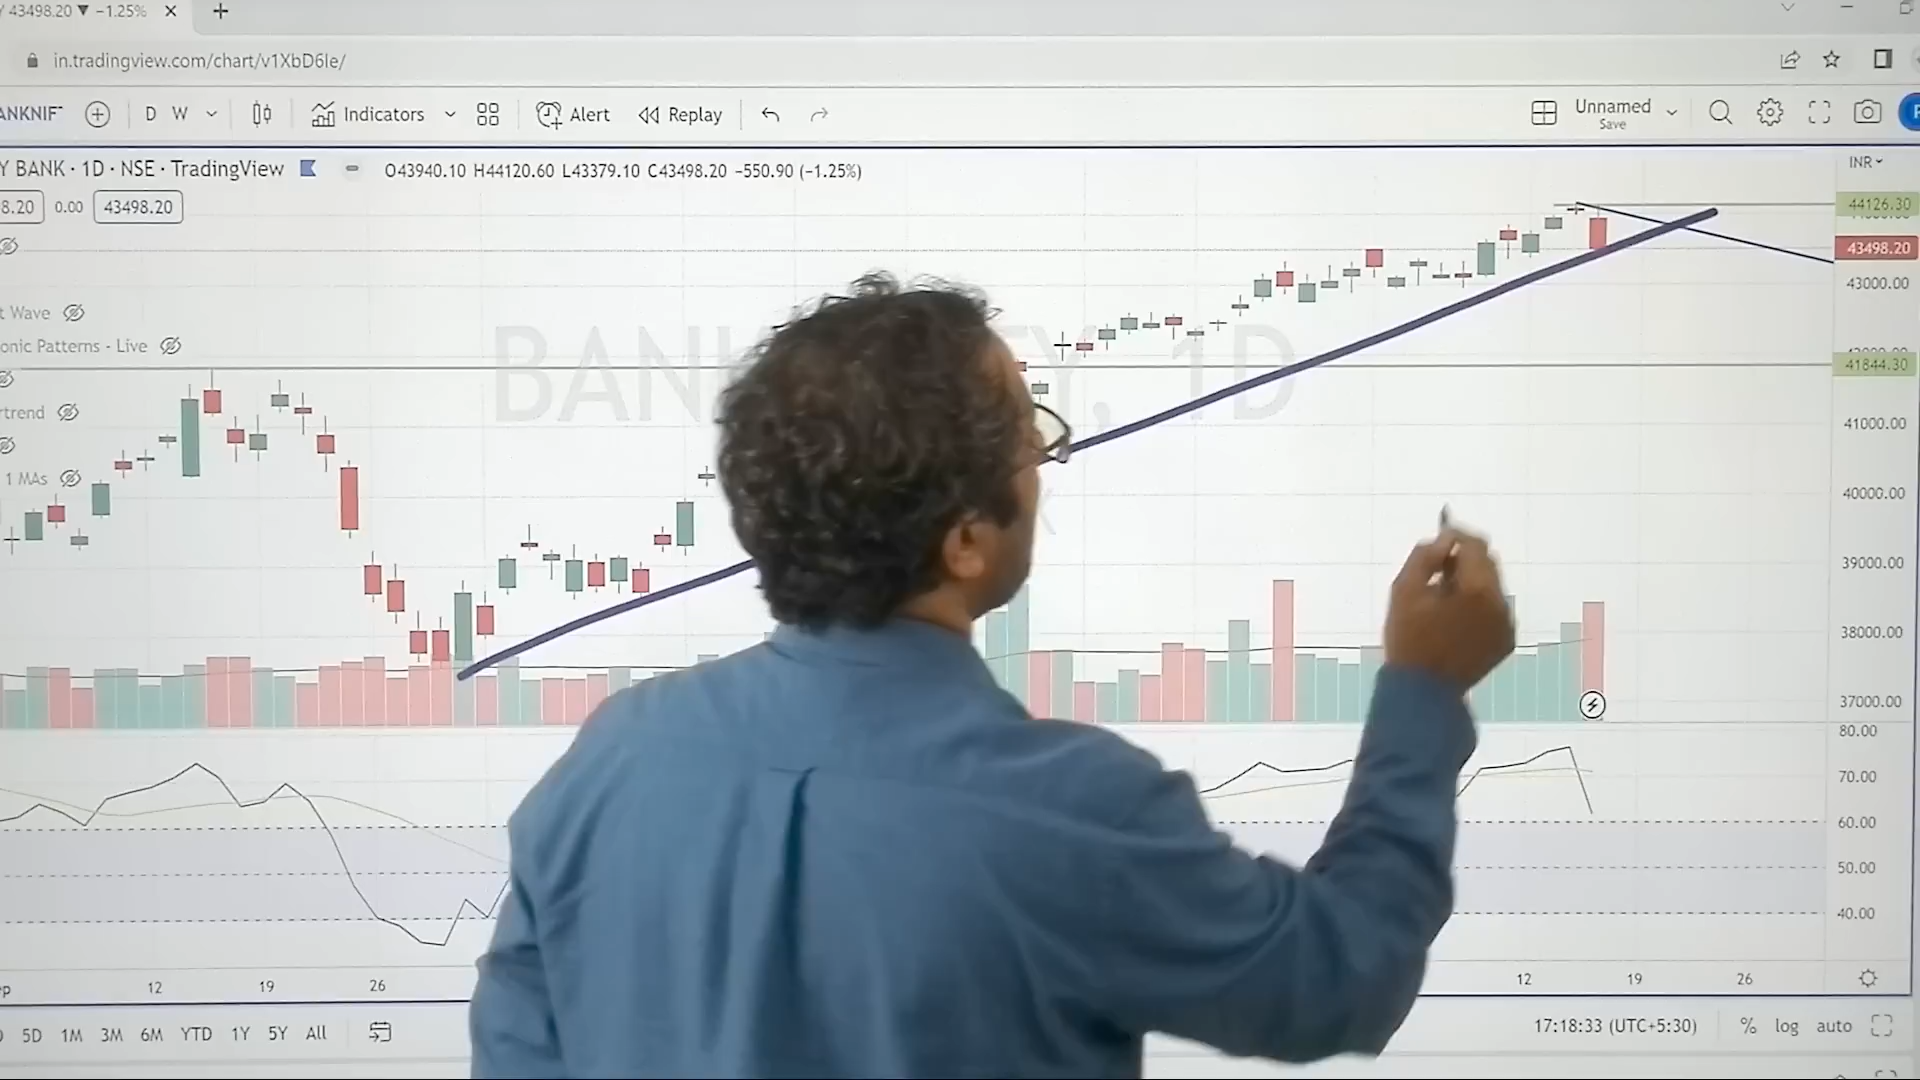 43498.20 ▼ −1.25% × +
in.tradingview.com/chart/v1XbD6le/
ANKNIF D W Indicators Alert Replay Unnamed
Save
Y BANK · 1D · NSE · TradingView O43940.10 H44120.60 L43379.10 C43498.20 −550.90 (−1.25%) INR
8.20 0.00 43498.20 44126.30
43498.20
43000.00
t Wave
onic Patterns - Live
BANK Y, 1D
41844.30
rtrend
41000.00
1 MAs
40000.00
39000.00
38000.00
37000.00
80.00
70.00
60.00
50.00
40.00
p 12 19 26 12 19 26
5D 1M 3M 6M YTD 1Y 5Y All 17:18:33 (UTC+5:30) % log auto